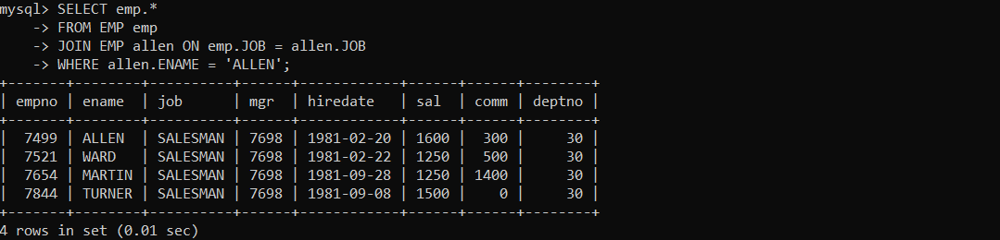 mysql> SELECT emp.*
    -> FROM EMP emp
    -> JOIN EMP allen ON emp.JOB = allen.JOB
    -> WHERE allen.ENAME = 'ALLEN';
+-------+--------+----------+------+------------+------+------+--------+
| empno | ename  | job      | mgr  | hiredate   | sal  | comm | deptno |
+-------+--------+----------+------+------------+------+------+--------+
|  7499 | ALLEN  | SALESMAN | 7698 | 1981-02-20 | 1600 |  300 |     30 |
|  7521 | WARD   | SALESMAN | 7698 | 1981-02-22 | 1250 |  500 |     30 |
|  7654 | MARTIN | SALESMAN | 7698 | 1981-09-28 | 1250 | 1400 |     30 |
|  7844 | TURNER | SALESMAN | 7698 | 1981-09-08 | 1500 |    0 |     30 |
+-------+--------+----------+------+------------+------+------+--------+
4 rows in set (0.01 sec)